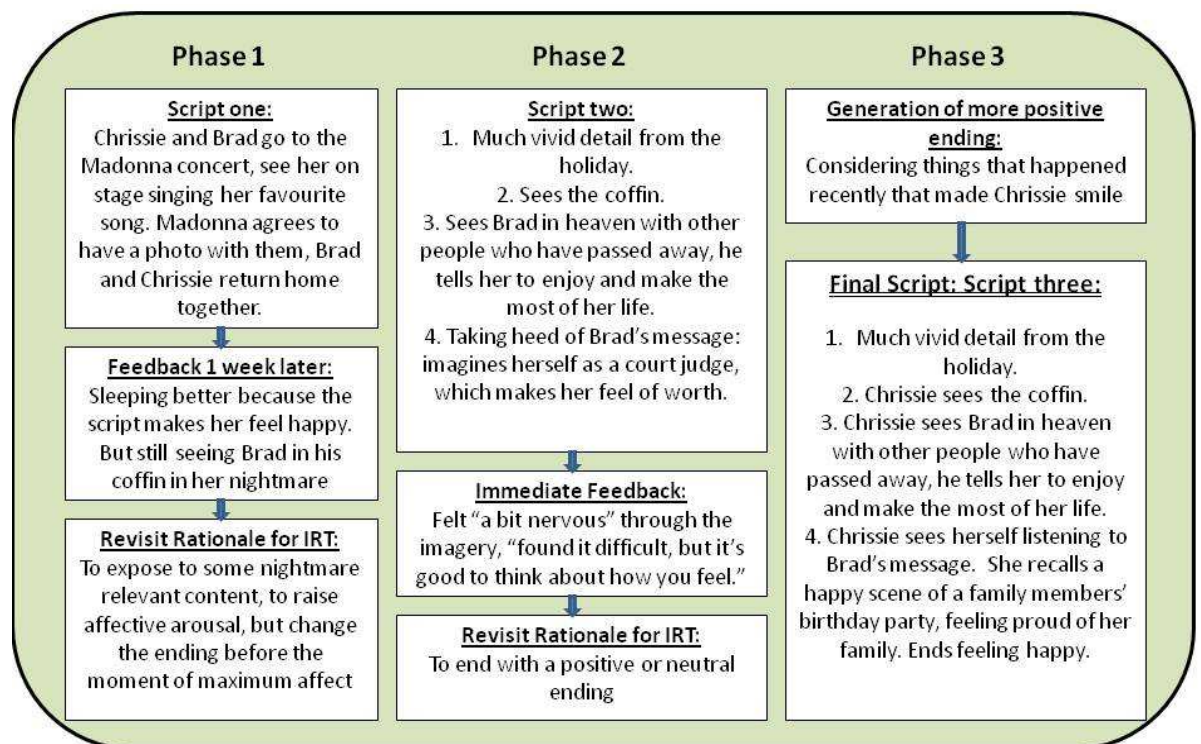 Phase 1
Script one:
Chrissie and Brad go to the
Madonna concert, see her on
stage singing her favourite
song. Madonna agrees to
have a photo with them, Brad
and Chrissie return home
together.
Feedback 1 week later:
Sleeping better because the
script makes her feel happy.
But still seeing Brad in his
coffin in her nightmare
Revisit Rationale for IRT:
To expose to some nightmare
relevant content, to raise
affective arousal, but change
the ending before the
moment of maximum affect
Phase 2
Script two:
1. Much vivid detail from the
holiday.
2. Sees the coffin.
3. Sees Brad in heaven with other
people who have passed away, he
tells her to enjoy and make the
most of her life.
4. Taking heed of Brad's message:
imagines herself as a court judge,
which makes her feel of worth.
Immediate Feedback:
Felt "a bit nervous" through the
imagery, "found it difficult, but it's
good to think about how you feel."
Revisit Rationale for IRT:
To end with a positive or neutral
ending
Phase 3
Generation of more positive
ending:
Considering things that happened
recently that made Chrissie smile
Final Script: Script three:
1. Much vivid detail from the
holiday.
2. Chrissie sees the coffin.
3. Chrissie sees Brad in heaven
with other people who have
passed away, he tells her to enjoy
and make the most of her life.
4. Chrissie sees herself listening to
Brad's message. She recalls a
happy scene of a family members'
birthday party, feeling proud of her
family. Ends feeling happy.